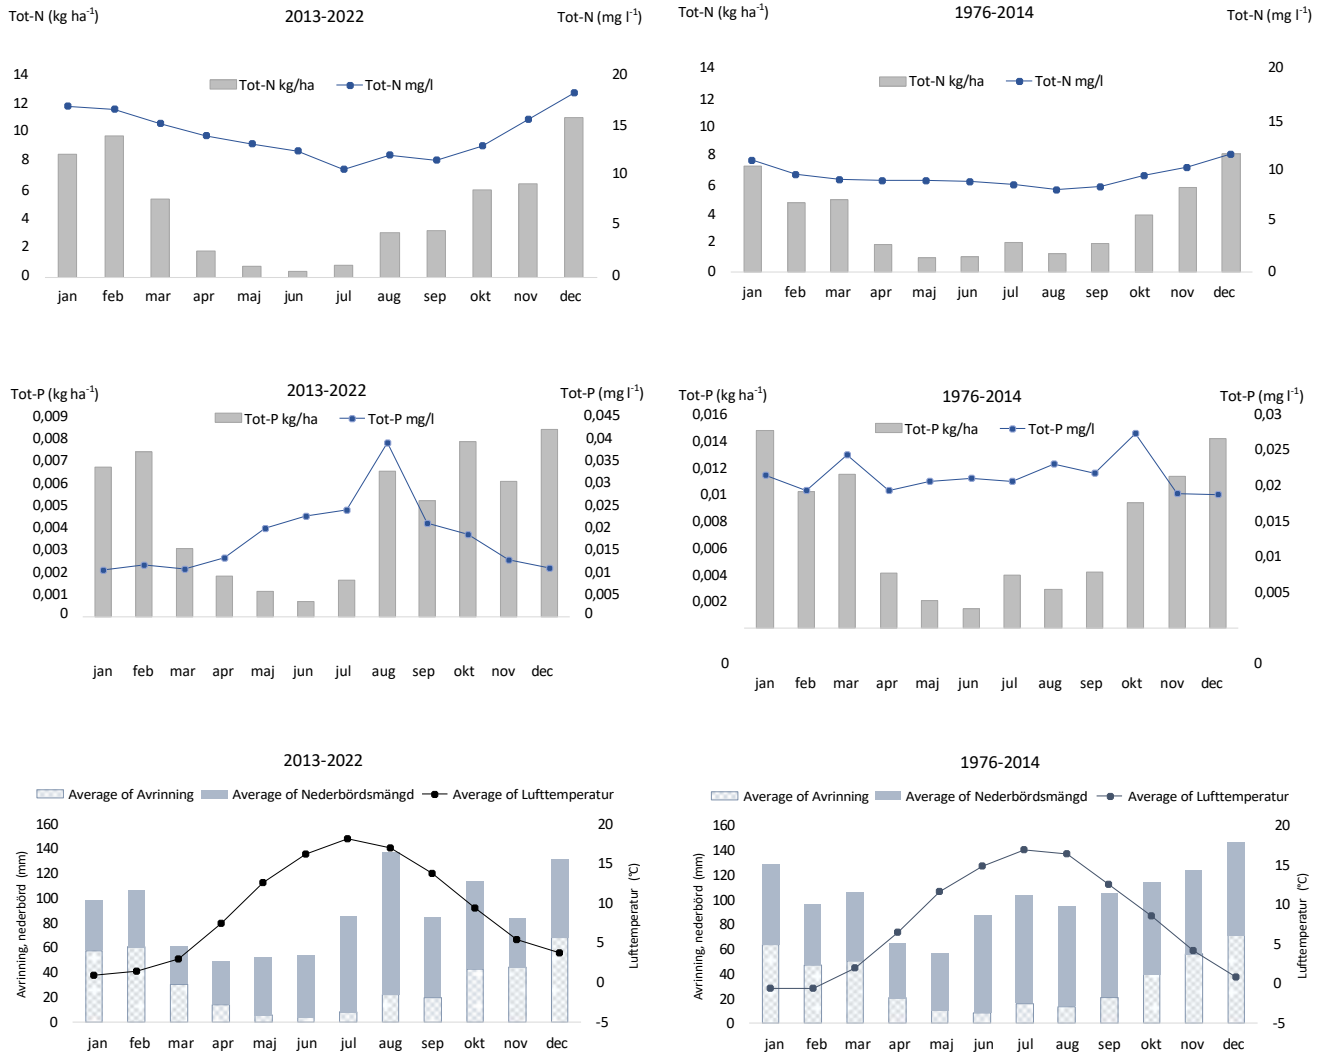 Tot-N (kg ha-1) 2013-2022 Tot-N (mg l-1)
Tot-N kg/ha Tot-N mg/l
14 12 10 8 6 4 2 0
20 15 10 5 0
jan feb mar apr maj jun jul aug sep okt nov dec
Tot-N (kg ha-1) 1976-2014 Tot-N (mg l-1)
Tot-N kg/ha Tot-N mg/l
14 12 10 8 6 4 2 0
20 15 10 5 0
jan feb mar apr maj jun jul aug sep okt nov dec
Tot-P (kg ha-1) 2013-2022 Tot-P (mg l-1)
Tot-P kg/ha Tot-P mg/l
0,009 0,008 0,007 0,006 0,005 0,004 0,003 0,002 0,001 0
0,045 0,04 0,035 0,03 0,025 0,02 0,015 0,01 0,005 0
jan feb mar apr maj jun jul aug sep okt nov dec
Tot-P (kg ha-1) 1976-2014 Tot-P (mg l-1)
Tot-P kg/ha Tot-P mg/l
0,016 0,014 0,012 0,01 0,008 0,006 0,004 0,002 0
0,03 0,025 0,02 0,015 0,01 0,005 0
jan feb mar apr maj jun jul aug sep okt nov dec
2013-2022
Average of Avrinning Average of Nederbördsmängd Average of Lufttemperatur
Avrinning, nederbörd (mm)
160 140 120 100 80 60 40 20 0
20 15 10 5 0 -5
Lufttemperatur (°C)
jan feb mar apr maj jun jul aug sep okt nov dec
1976-2014
Average of Avrinning Average of Nederbördsmängd Average of Lufttemperatur
Avrinning, nederbörd (mm)
160 140 120 100 80 60 40 20 0
20 15 10 5 0 -5
Lufttemperatur (°C)
jan feb mar apr maj jun jul aug sep okt nov dec